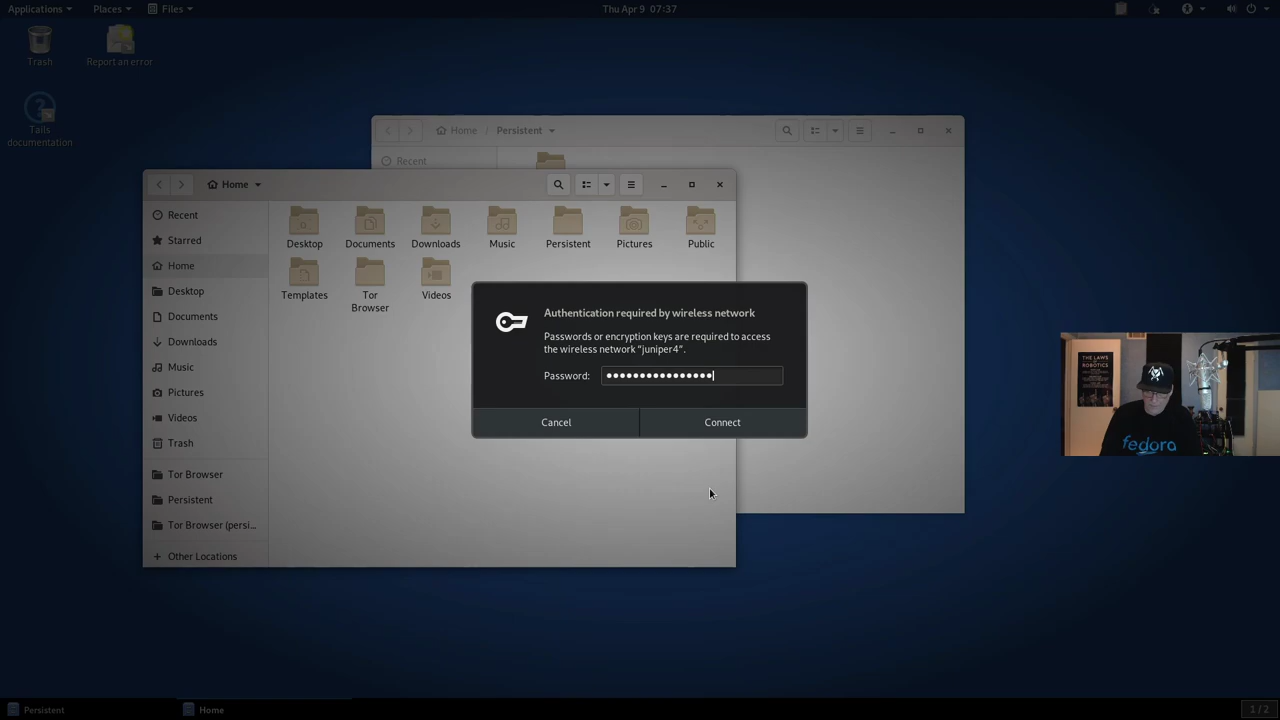 Applications Places Files Thu Apr 9 07:37
Trash
Report an error
Tails
documentation
Home Persistent
Recent
Home
Recent
Starred
Home
Desktop
Documents
Downloads
Music
Pictures
Videos
Trash
Tor Browser
Persistent
Tor Browser (persi...
Other Locations
Desktop Documents Downloads Music Persistent Pictures Public
Templates Tor Browser Videos
Authentication required by wireless network
Passwords or encryption keys are required to access
the wireless network "juniper4".
Password: ●●●●●●●●●●●●●●●●
Cancel Connect
THE LAWS
ROBOTICS
fedora
Persistent Home 1 / 2